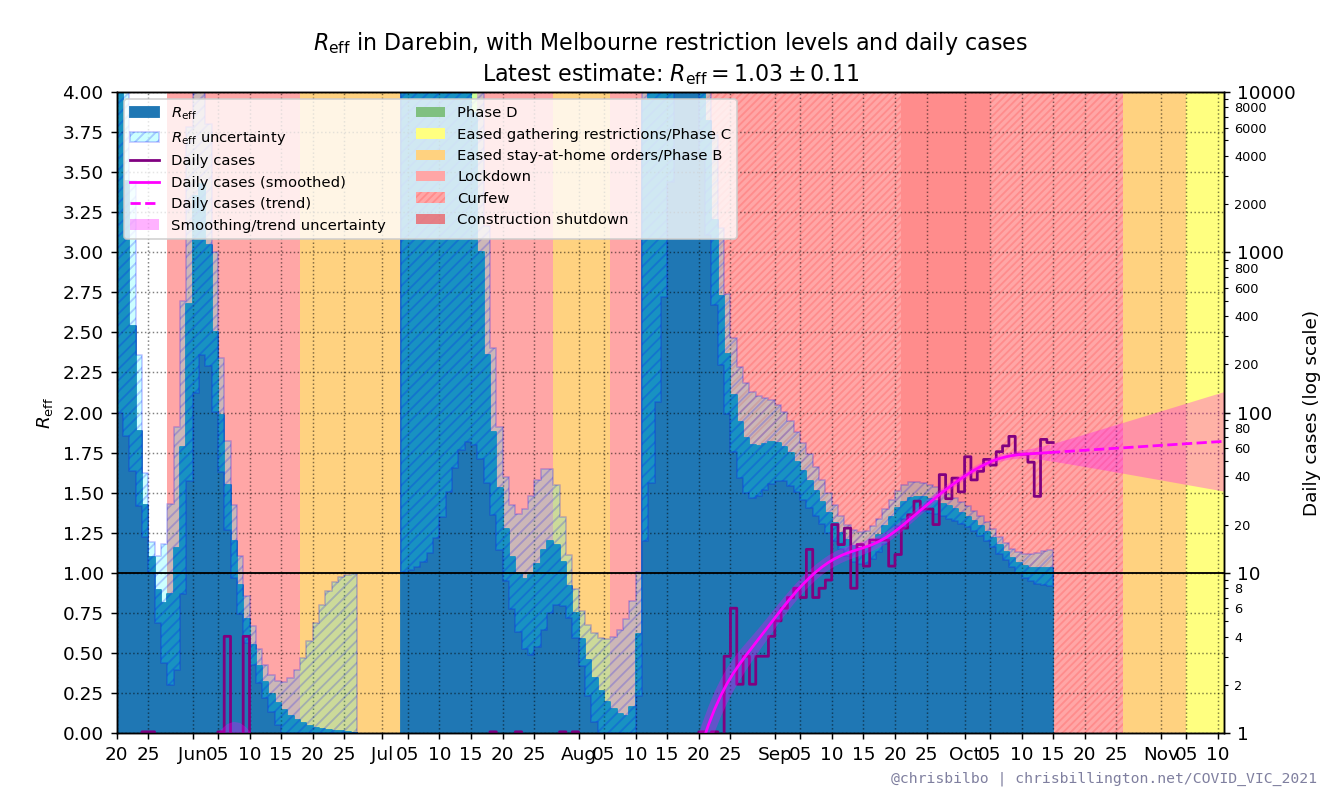 Reff in Darebin, with Melbourne restriction levels and daily cases
Latest estimate: Reff = 1.03 ± 0.11
Reff
Reff uncertainty
Daily cases
Daily cases (smoothed)
Daily cases (trend)
Smoothing/trend uncertainty
Phase D
Eased gathering restrictions/Phase C
Eased stay-at-home orders/Phase B
Lockdown
Curfew
Construction shutdown
Reff
4.00
3.75
3.50
3.25
3.00
2.75
2.50
2.25
2.00
1.75
1.50
1.25
1.00
0.75
0.50
0.25
0.00
10000
8000
6000
4000
2000
1000
800
600
400
200
100
80
60
40
20
10
8
6
4
2
1
Daily cases (log scale)
20 25 Jun 05 10 15 20 25 Jul 05 10 15 20 25 Aug 05 10 15 20 25 Sep 05 10 15 20 25 Oct 05 10 15 20 25 Nov 05 10
@chrisbilbo | chrisbillington.net/COVID_VIC_2021